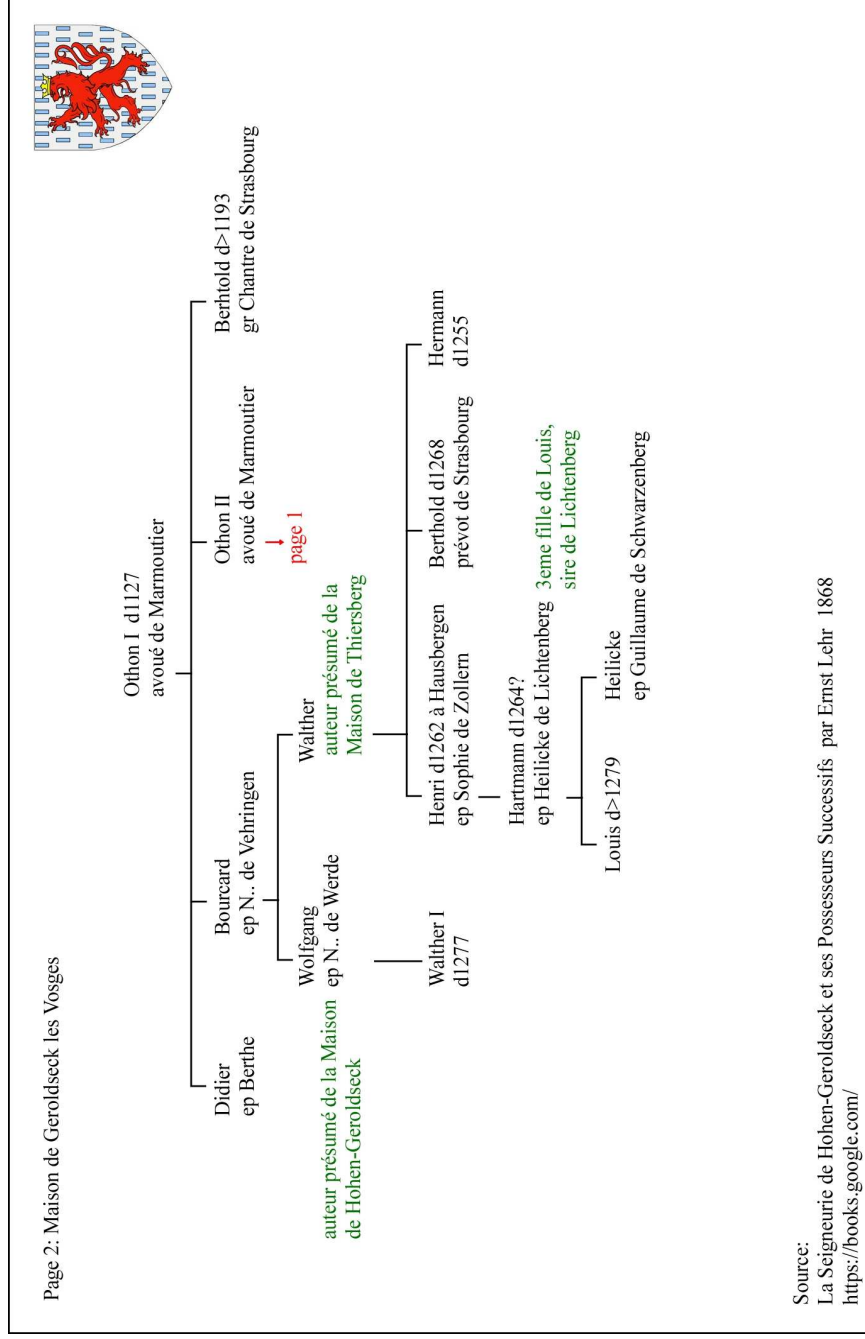 Page 2: Maison de Geroldseck les Vosges
Othon I d1127
avoué de Marmoutier
Didier
ep Berthe
Bourcard
ep N.. de Vehringen
Othon II
avoué de Marmoutier
page 1
Berhtold d>1193
gr Chantre de Strasbourg
auteur présumé de la Maison
de Hohen-Geroldseck
Wolfgang
ep N.. de Werde
Walther
auteur présumé de la
Maison de Thiersberg
Walther I
d1277
Henri d1262 à Hausbergen
ep Sophie de Zollern
Berthold d1268
prévot de Strasbourg
Hermann
d1255
Hartmann d1264?
ep Heilicke de Lichtenberg
3eme fille de Louis,
sire de Lichtenberg
Louis d>1279
Heilicke
ep Guillaume de Schwarzenberg
Source:
La Seigneurie de Hohen-Geroldseck et ses Possesseurs Successifs par Ernst Lehr 1868
https://books.google.com/